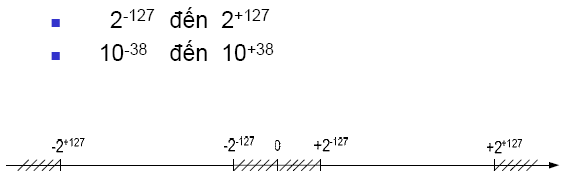 2⁻¹²⁷ đến 2⁺¹²⁷
10⁻³⁸ đến 10⁺³⁸
-2⁺¹²⁷ -2⁻¹²⁷ 0 +2⁻¹²⁷ +2⁺¹²⁷